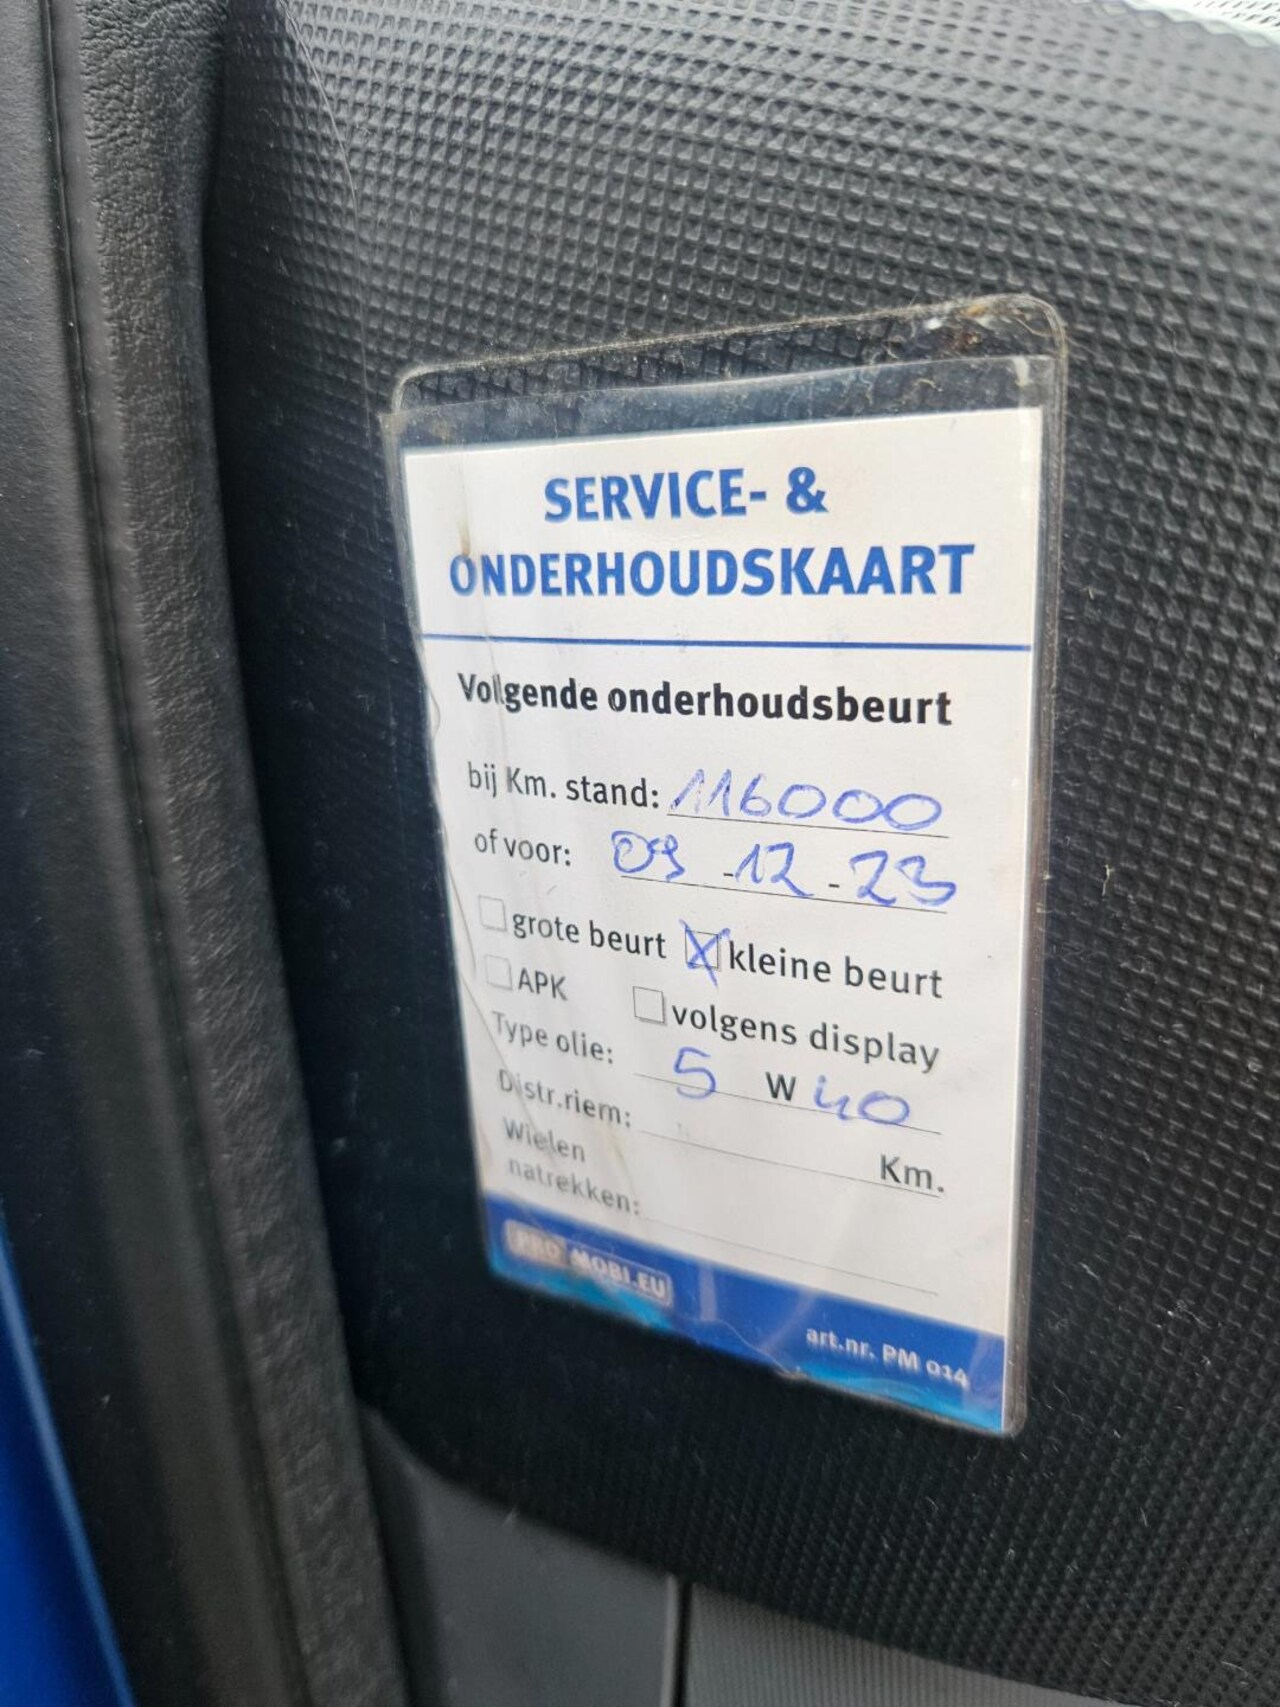 SERVICE- &
ONDERHOUDSKAART
Volgende onderhoudsbeurt
bij Km. stand: 116000
of voor: 09-12-23
grote beurt kleine beurt
APK volgens display
Type olie: 5 W 40
Distr.riem: Km.
Wielen
natrekken:
PRO MOBI.EU
art.nr. PM 014